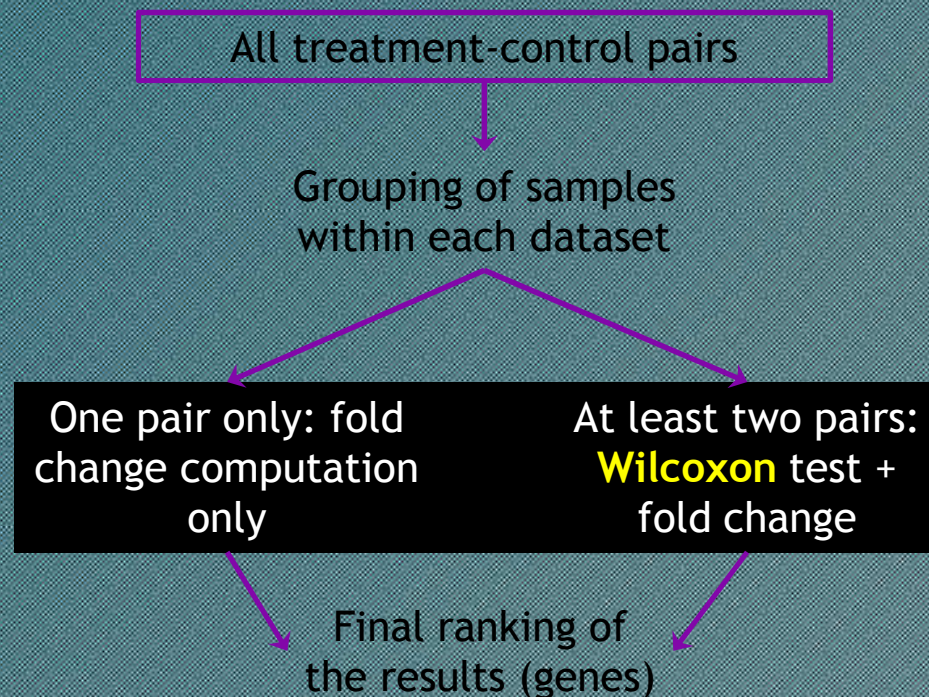 All treatment-control pairs
Grouping of samples
within each dataset
One pair only: fold
change computation
only
At least two pairs:
Wilcoxon test +
fold change
Final ranking of
the results (genes)